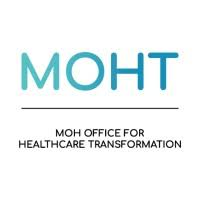 MOHT
MOH OFFICE FOR
HEALTHCARE TRANSFORMATION